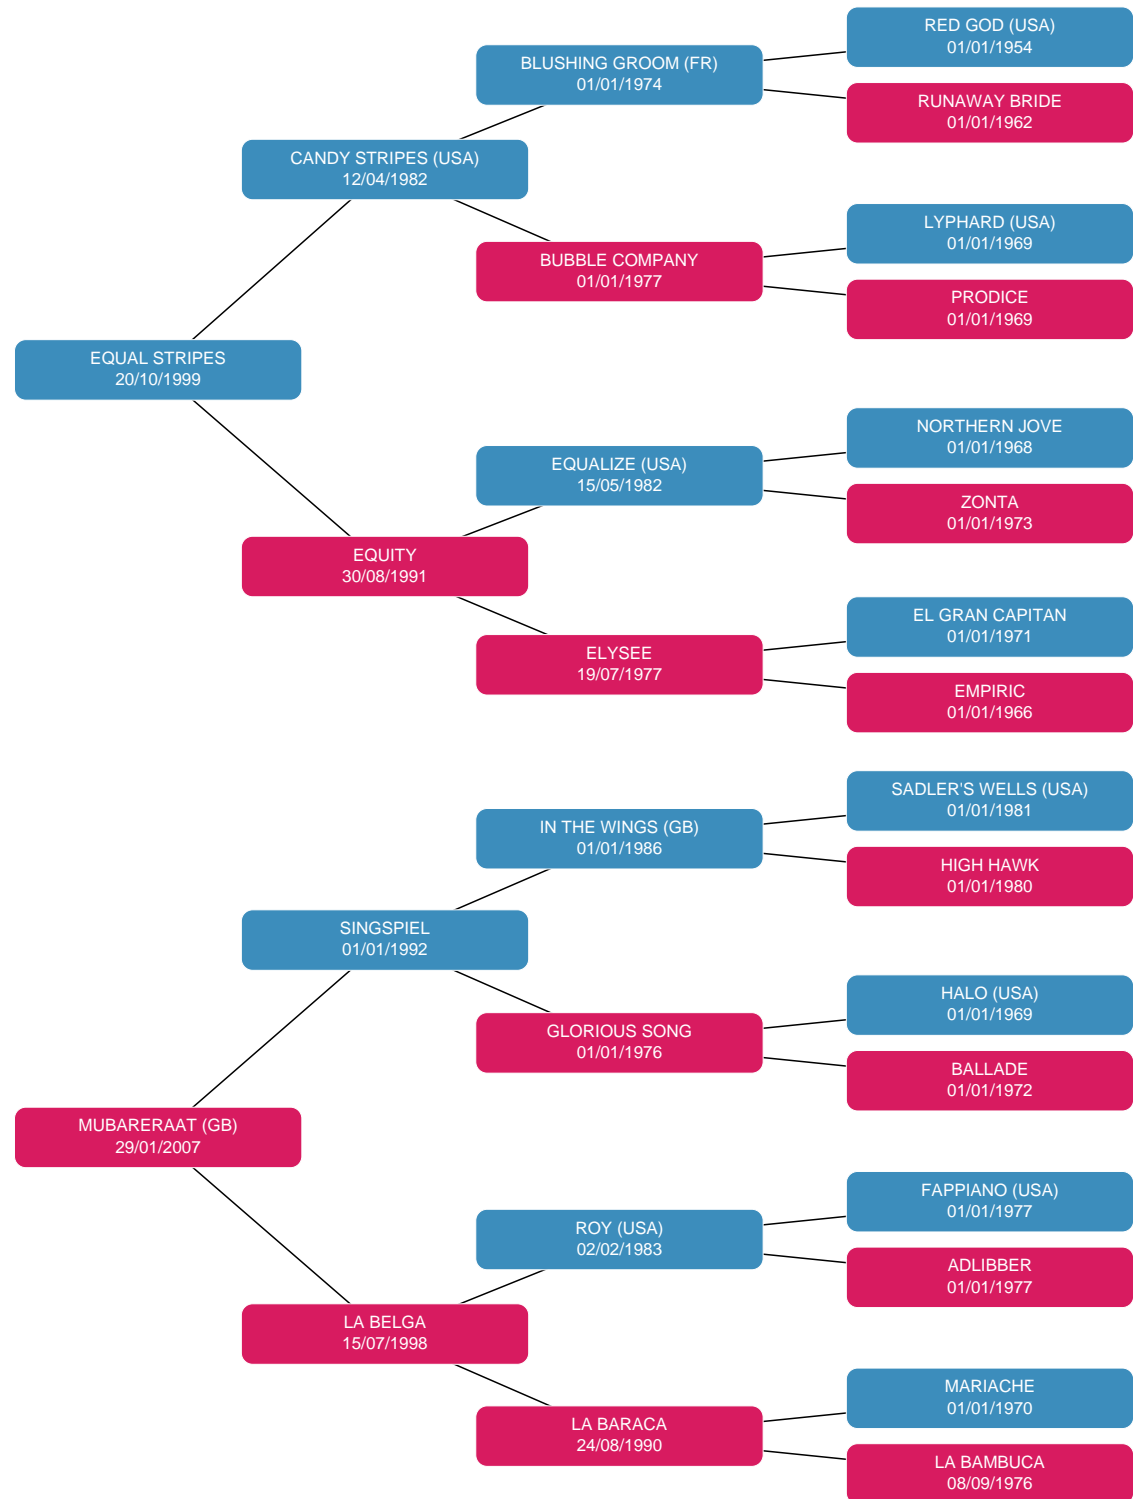 RED GOD (USA)
01/01/1954
BLUSHING GROOM (FR)
01/01/1974
RUNAWAY BRIDE
01/01/1962
CANDY STRIPES (USA)
12/04/1982
LYPHARD (USA)
01/01/1969
BUBBLE COMPANY
01/01/1977
PRODICE
01/01/1969
EQUAL STRIPES
20/10/1999
NORTHERN JOVE
01/01/1968
EQUALIZE (USA)
15/05/1982
ZONTA
01/01/1973
EQUITY
30/08/1991
EL GRAN CAPITAN
01/01/1971
ELYSEE
19/07/1977
EMPIRIC
01/01/1966
SADLER'S WELLS (USA)
01/01/1981
IN THE WINGS (GB)
01/01/1986
HIGH HAWK
01/01/1980
SINGSPIEL
01/01/1992
HALO (USA)
01/01/1969
GLORIOUS SONG
01/01/1976
BALLADE
01/01/1972
MUBARERAAT (GB)
29/01/2007
FAPPIANO (USA)
01/01/1977
ROY (USA)
02/02/1983
ADLIBBER
01/01/1977
LA BELGA
15/07/1998
MARIACHE
01/01/1970
LA BARACA
24/08/1990
LA BAMBUCA
08/09/1976